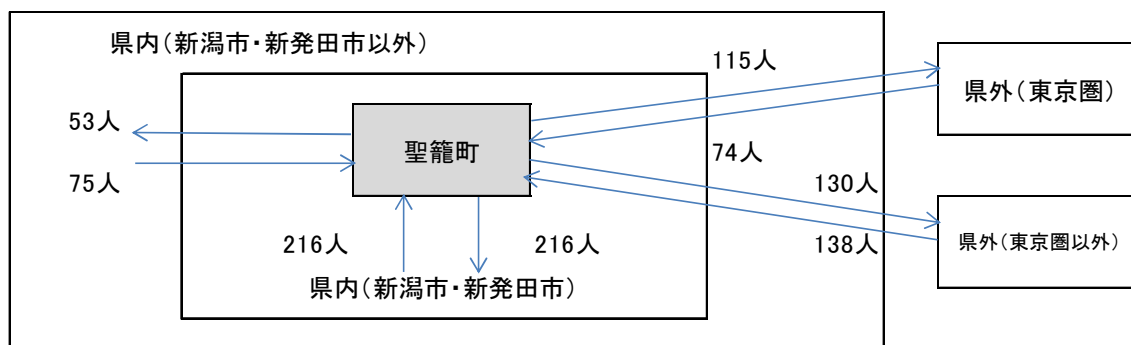 県内(新潟市・新発田市以外)
115人
県外(東京圏)
53人
聖籠町
74人
75人
130人
216人
216人
138人
県外(東京圏以外)
県内(新潟市・新発田市)